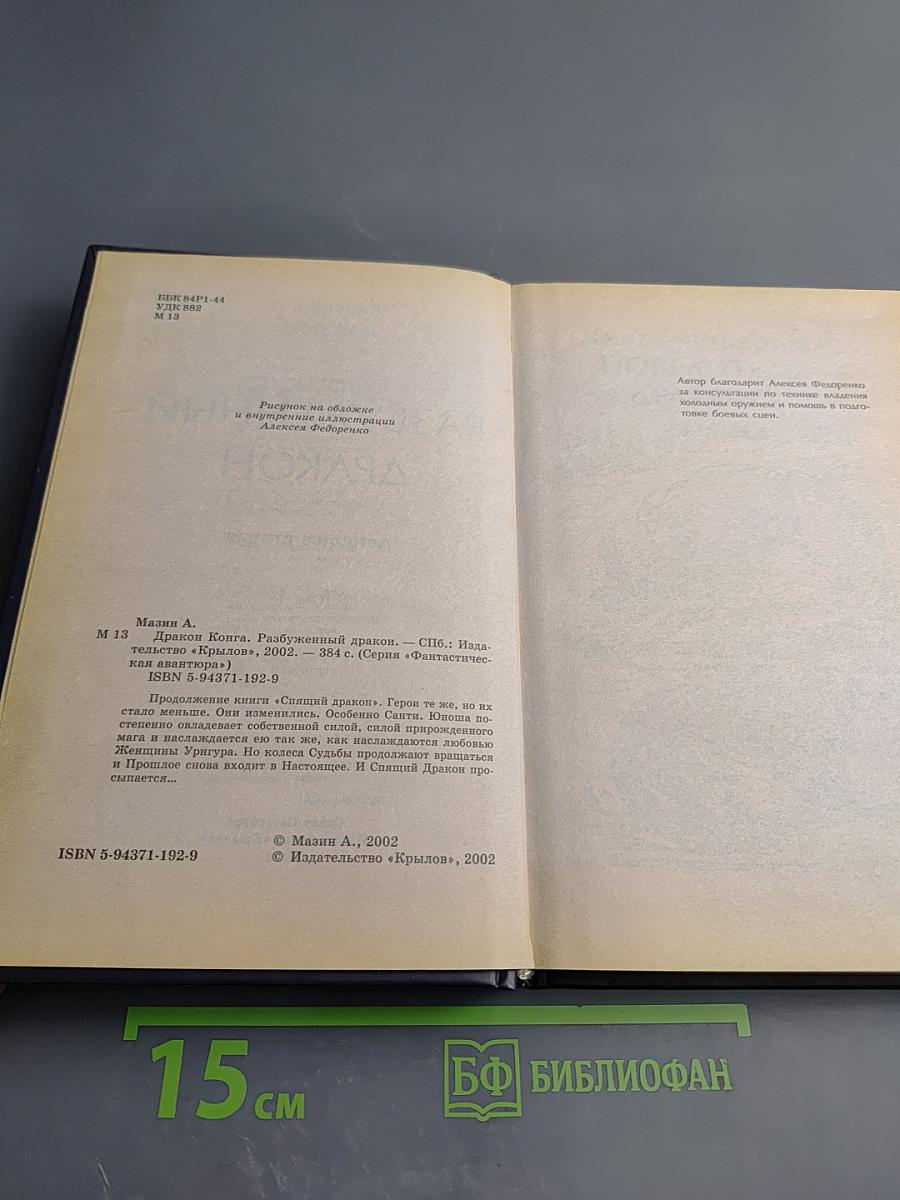 ББК 84Р1-44
УДК 882
М 13
Рисунок на обложке
и внутренние иллюстрации
Алексея Федоренко
Мазин А.
М 13 Дракон Конга. Разбуженный дракон. — СПб.: Изда-
тельство «Крылов», 2002. — 384 с. (Серия «Фантастичес-
кая авантюра»)
ISBN 5-94371-192-9
Продолжение книги «Спящий дракон». Герои те же, но их
стало меньше. Они изменились. Особенно Санти. Юноша по-
степенно овладевает собственной силой, силой прирожденного
мага и наслаждается ею так же, как наслаждаются любовью
Женщины Урнгура. Но колеса Судьбы продолжают вращаться
и Прошлое снова входит в Настоящее. И Спящий Дракон про-
сыпается...
ISBN 5-94371-192-9
© Мазин А., 2002
© Издательство «Крылов», 2002
Автор благодарит Алексея Федоренко
за консультации по технике владения
холодным оружием и помощь в подго-
товке боевых сцен.
15 см
БФ БИБЛИОФАН